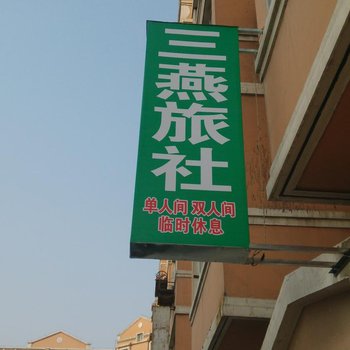 三燕旅社
单人间 双人间
临时休息